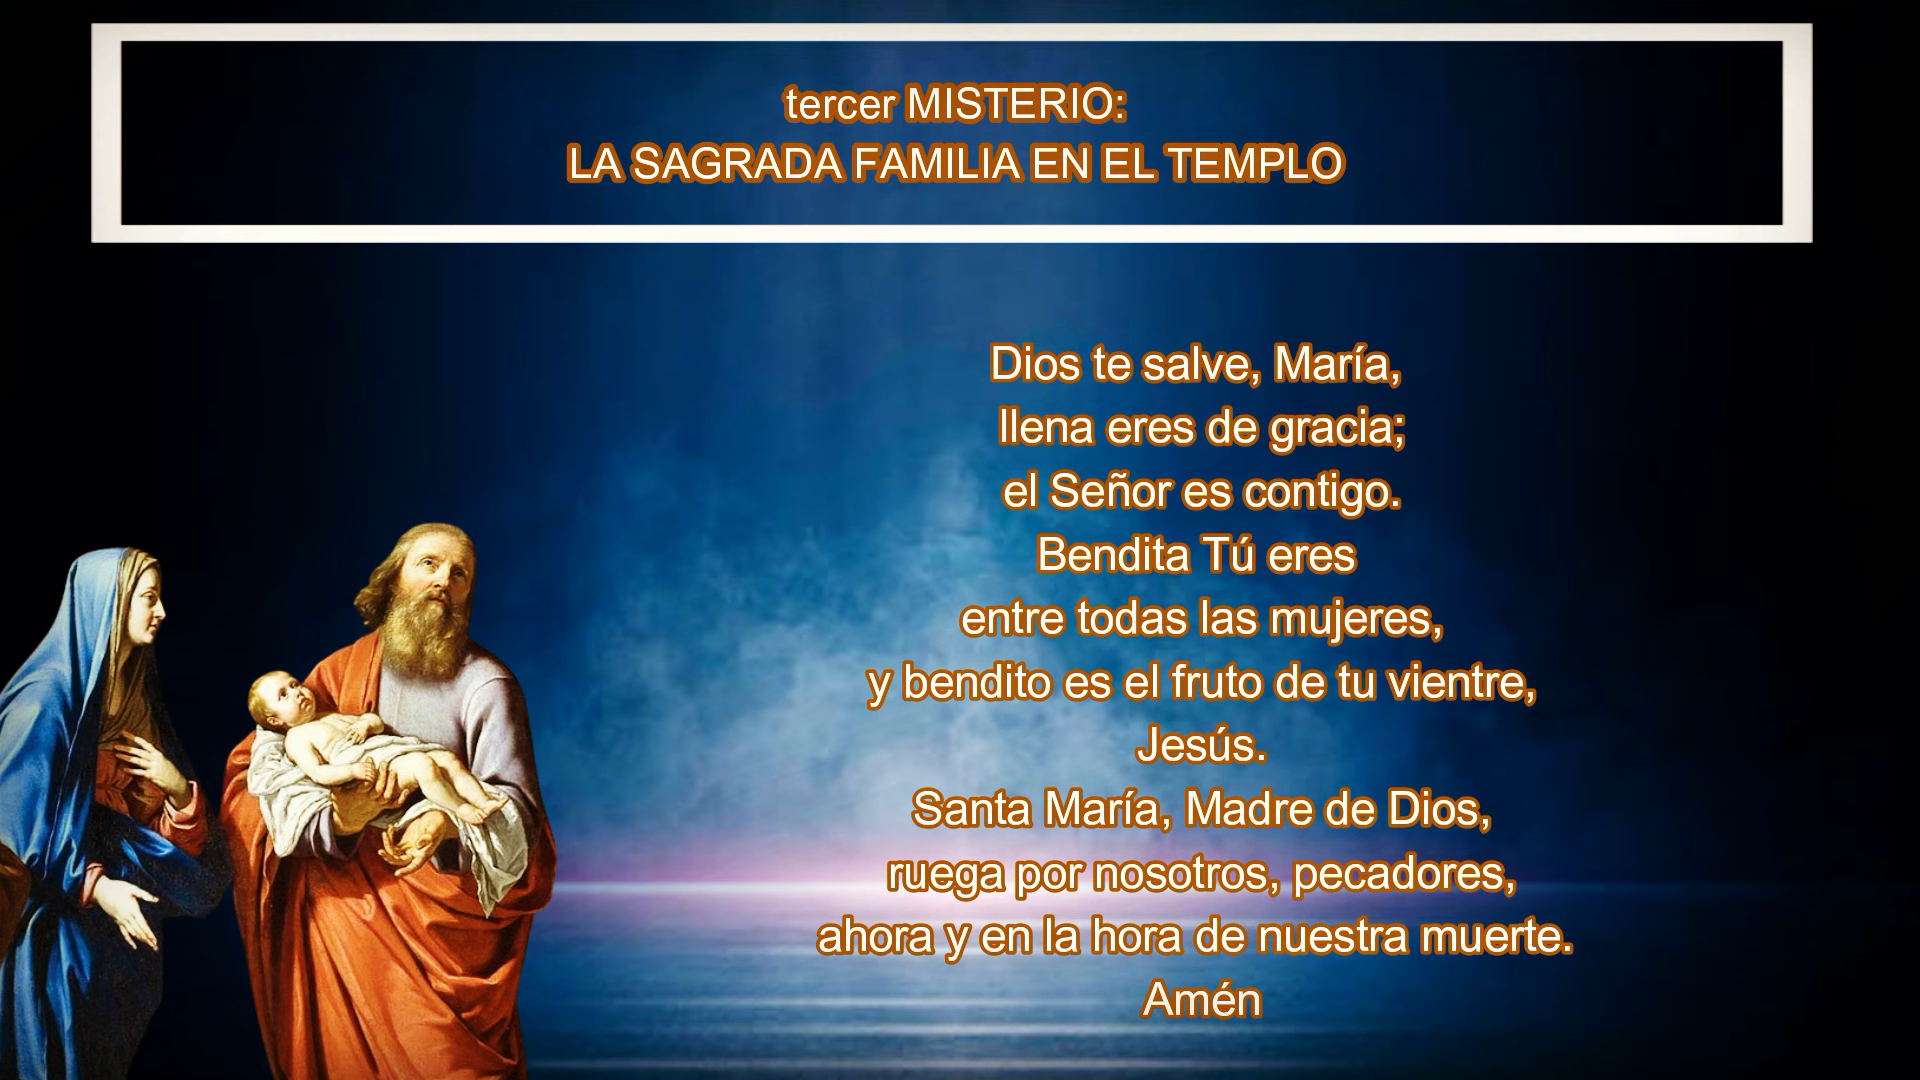 tercer MISTERIO:
LA SAGRADA FAMILIA EN EL TEMPLO
Dios te salve, María,
llena eres de gracia;
el Señor es contigo.
Bendita Tú eres
entre todas las mujeres,
y bendito es el fruto de tu vientre,
Jesús.
Santa María, Madre de Dios,
ruega por nosotros, pecadores,
ahora y en la hora de nuestra muerte.
Amén